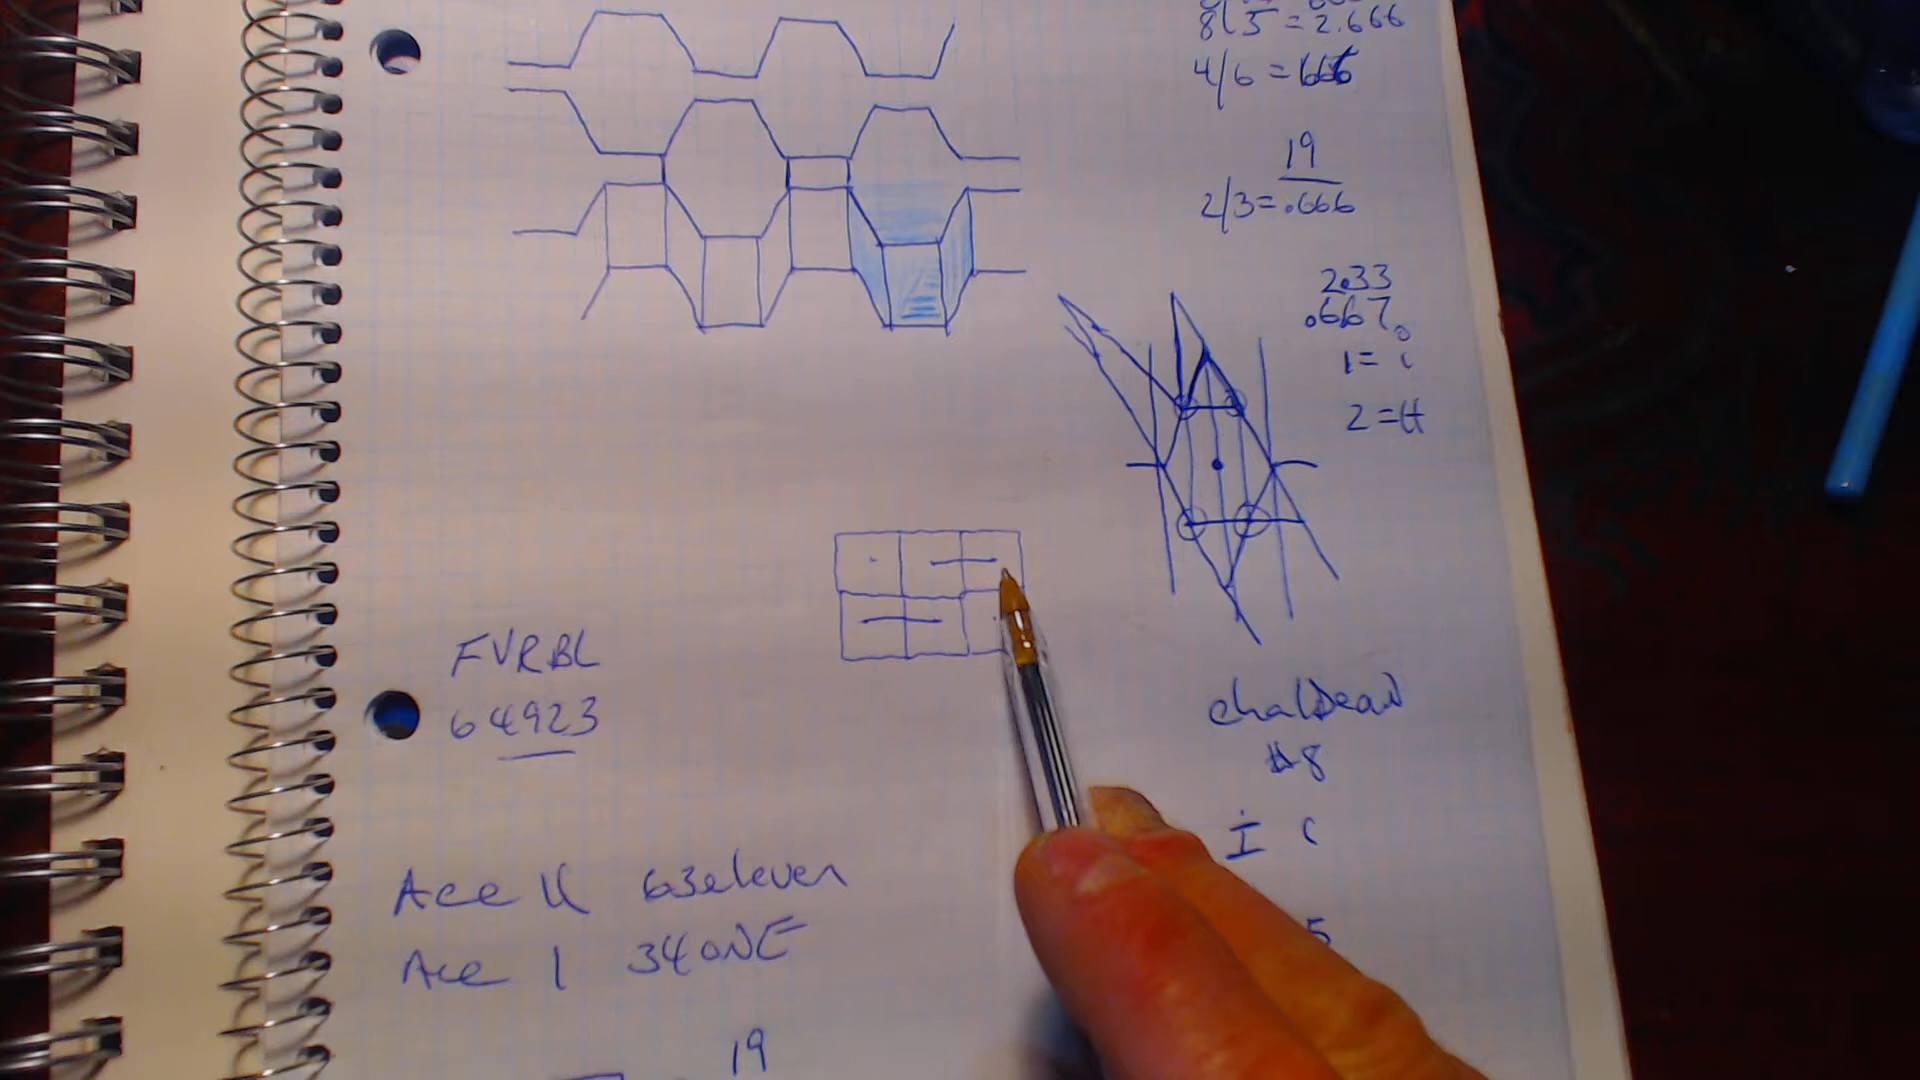 8/3 = 2.666
4/6 = 666
19
2/3 = .666
2.33
.667
1 = i
2 =
FVRBL
64923
chalDean
#8
Ace 11 63eleven
Ace 1 34ONE
I i
5
19